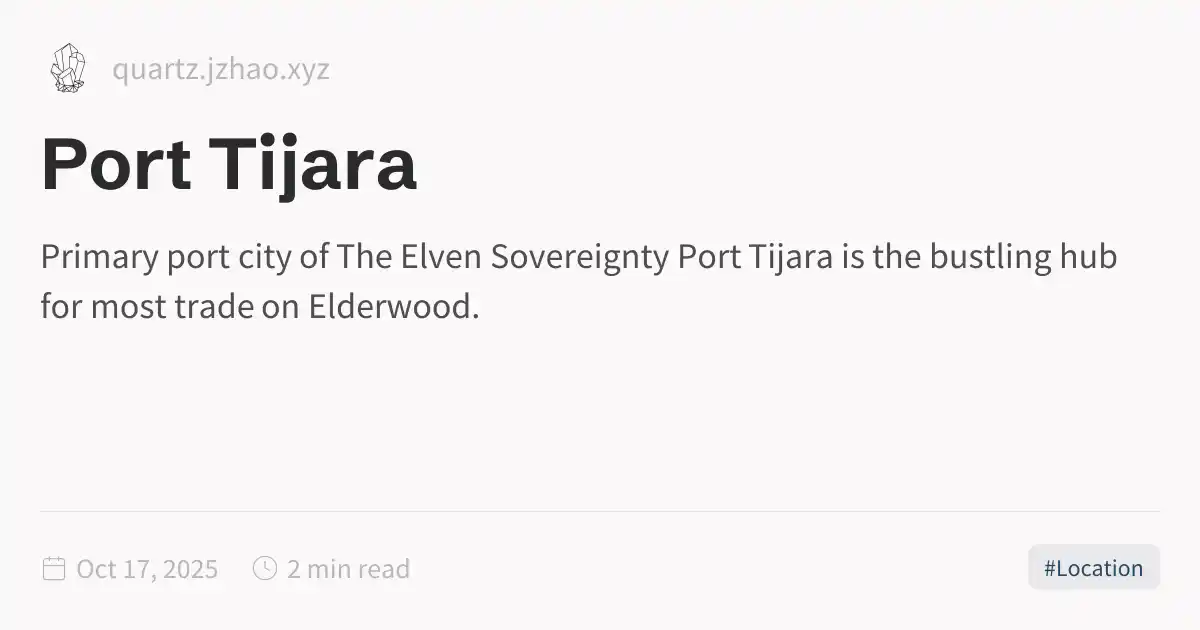 quartz.jzhao.xyz
Port Tijara
Primary port city of The Elven Sovereignty Port Tijara is the bustling hub
for most trade on Elderwood.
Oct 17, 2025 2 min read #Location